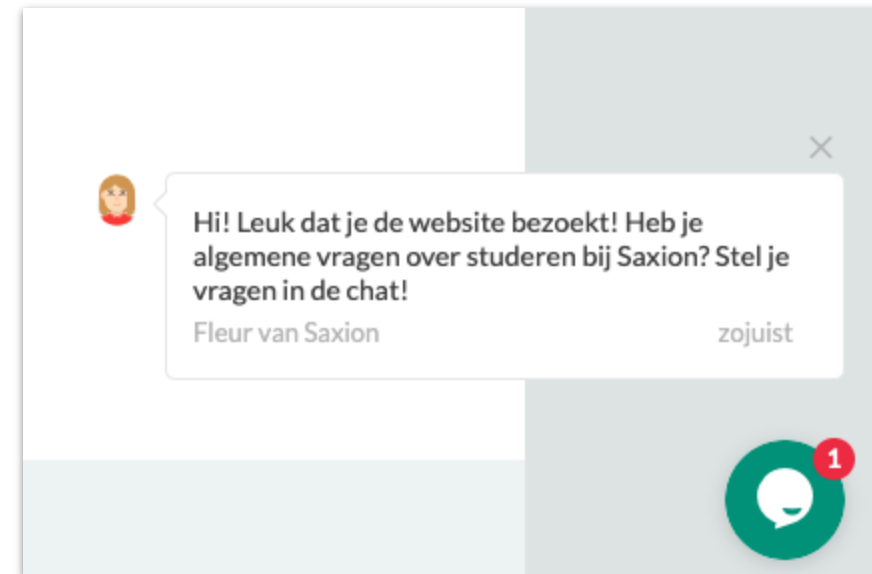 Hi! Leuk dat je de website bezoekt! Heb je
algemene vragen over studeren bij Saxion? Stel je
vragen in de chat!
Fleur van Saxion zojuist
1